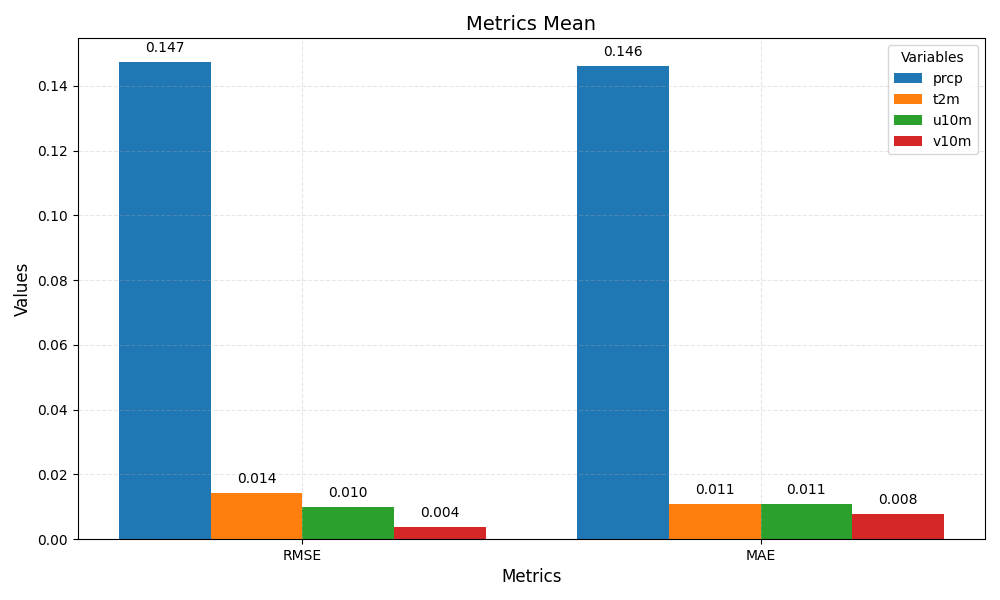 Metrics Mean
Values
0.14
0.12
0.10
0.08
0.06
0.04
0.02
0.00
0.147
0.014
0.010
0.004
0.146
0.011
0.011
0.008
Variables
prcp
t2m
u10m
v10m
RMSE
MAE
Metrics